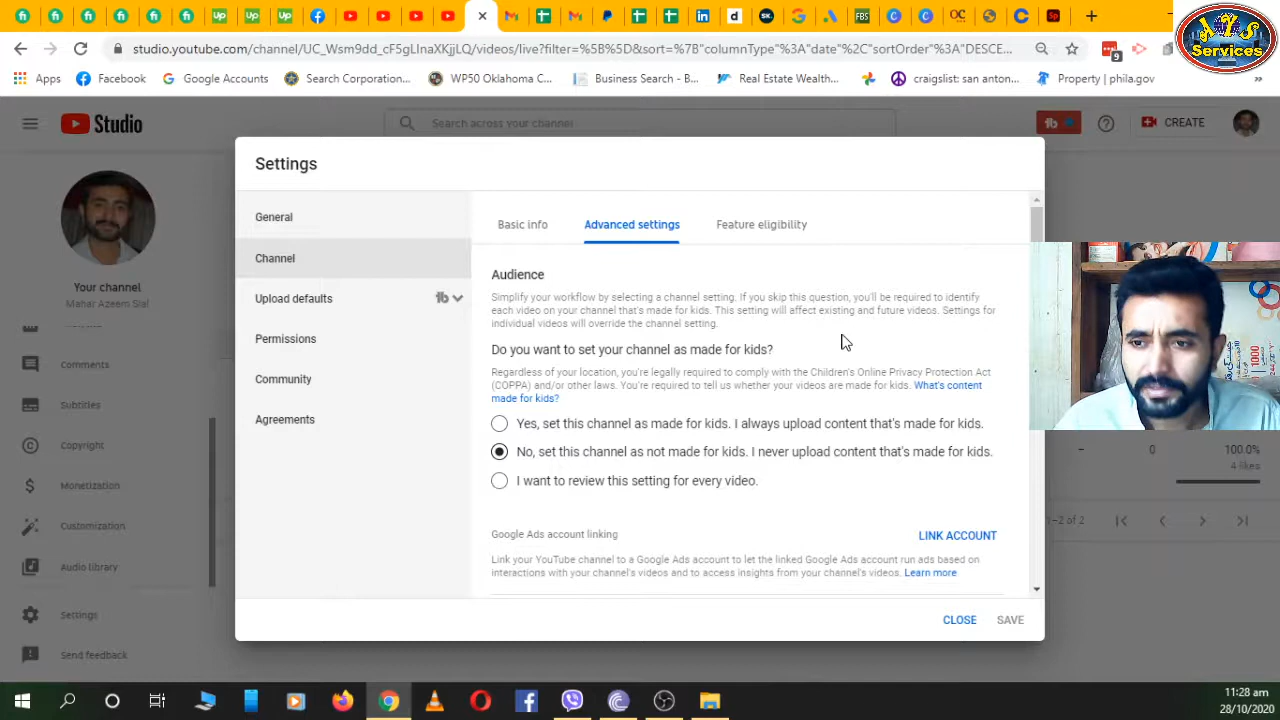 Up
Up
Up
d
SK.
FBS
OC
Sp
studio.youtube.com/channel/UC_Wsm9dd_cF5gLInaXKjjLQ/videos/live?filter=%5B%5D&sort=%7B"columnType"%3A"date"%2C"sortOrder"%3A"DESCE...
9
AZS
Services
Apps
Facebook
Google Accounts
Search Corporation...
WP50 Oklahoma C...
Business Search - B...
Real Estate Wealth...
craigslist: san anton...
Property | phila.gov
»
Studio
Search across your channel
CREATE
Your channel
Mahar Azeem Sial
Comments
Subtitles
Copyright
Monetization
Customization
Audio library
Settings
Send feedback
Settings
General
Channel
Upload defaults
Permissions
Community
Agreements
Basic info
Advanced settings
Feature eligibility
Audience
Simplify your workflow by selecting a channel setting. If you skip this question, you'll be required to identify
each video on your channel that's made for kids. This setting will affect existing and future videos. Settings for
individual videos will override the channel setting.
Do you want to set your channel as made for kids?
Regardless of your location, you're legally required to comply with the Children's Online Privacy Protection Act
(COPPA) and/or other laws. You're required to tell us whether your videos are made for kids. What's content
made for kids?
Yes, set this channel as made for kids. I always upload content that's made for kids.
No, set this channel as not made for kids. I never upload content that's made for kids.
I want to review this setting for every video.
Google Ads account linking
LINK ACCOUNT
Link your YouTube channel to a Google Ads account to let the linked Google Ads account run ads based on
interactions with your channel's videos and to access insights from your channel's videos. Learn more
CLOSE
SAVE
–
0
100.0%
4 likes
1–2 of 2
11:28 am
28/10/2020